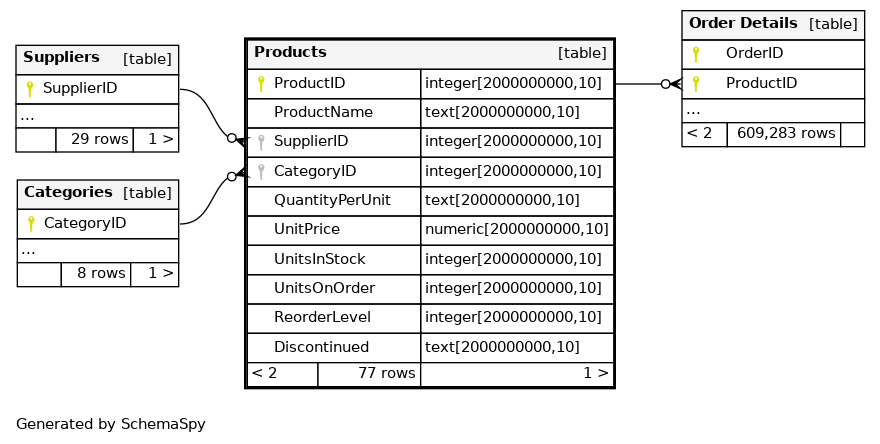 Suppliers [table]
SupplierID
...
29 rows 1 >
Categories [table]
CategoryID
...
8 rows 1 >
Products [table]
ProductID integer[2000000000,10]
ProductName text[2000000000,10]
SupplierID integer[2000000000,10]
CategoryID integer[2000000000,10]
QuantityPerUnit text[2000000000,10]
UnitPrice numeric[2000000000,10]
UnitsInStock integer[2000000000,10]
UnitsOnOrder integer[2000000000,10]
ReorderLevel integer[2000000000,10]
Discontinued text[2000000000,10]
< 2 77 rows 1 >
Order Details [table]
OrderID
ProductID
...
< 2 609,283 rows
Generated by SchemaSpy